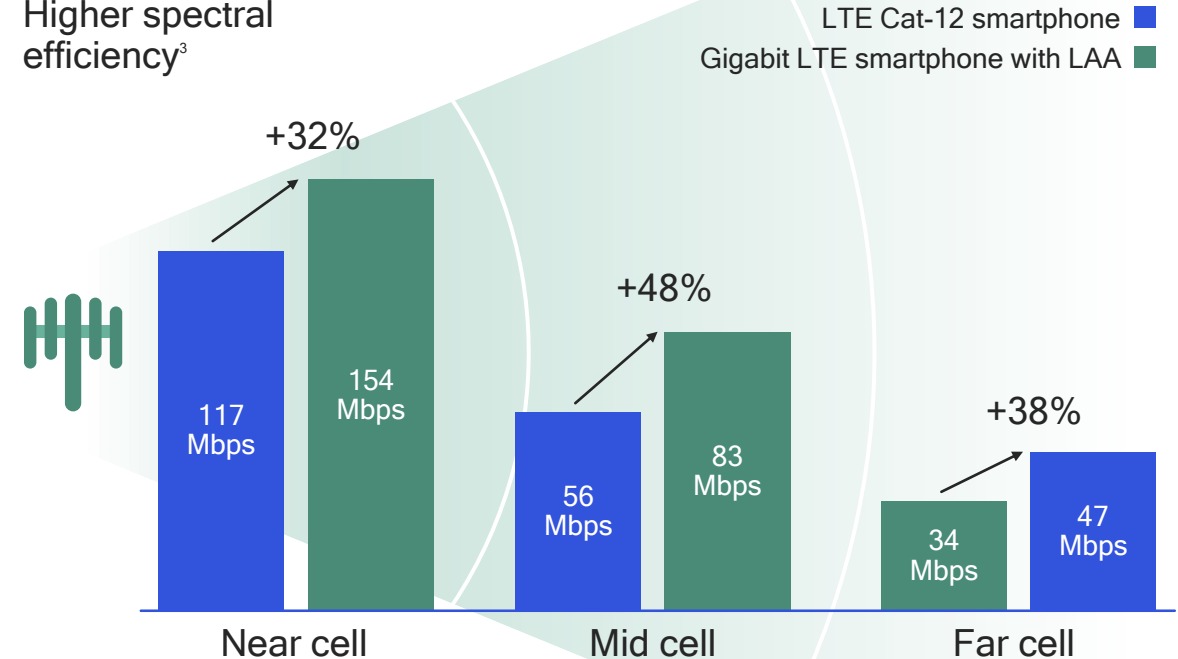 Higher spectral
efficiency³
LTE Cat-12 smartphone
Gigabit LTE smartphone with LAA
+32%
117
Mbps
154
Mbps
+48%
56
Mbps
83
Mbps
+38%
34
Mbps
47
Mbps
Near cell
Mid cell
Far cell